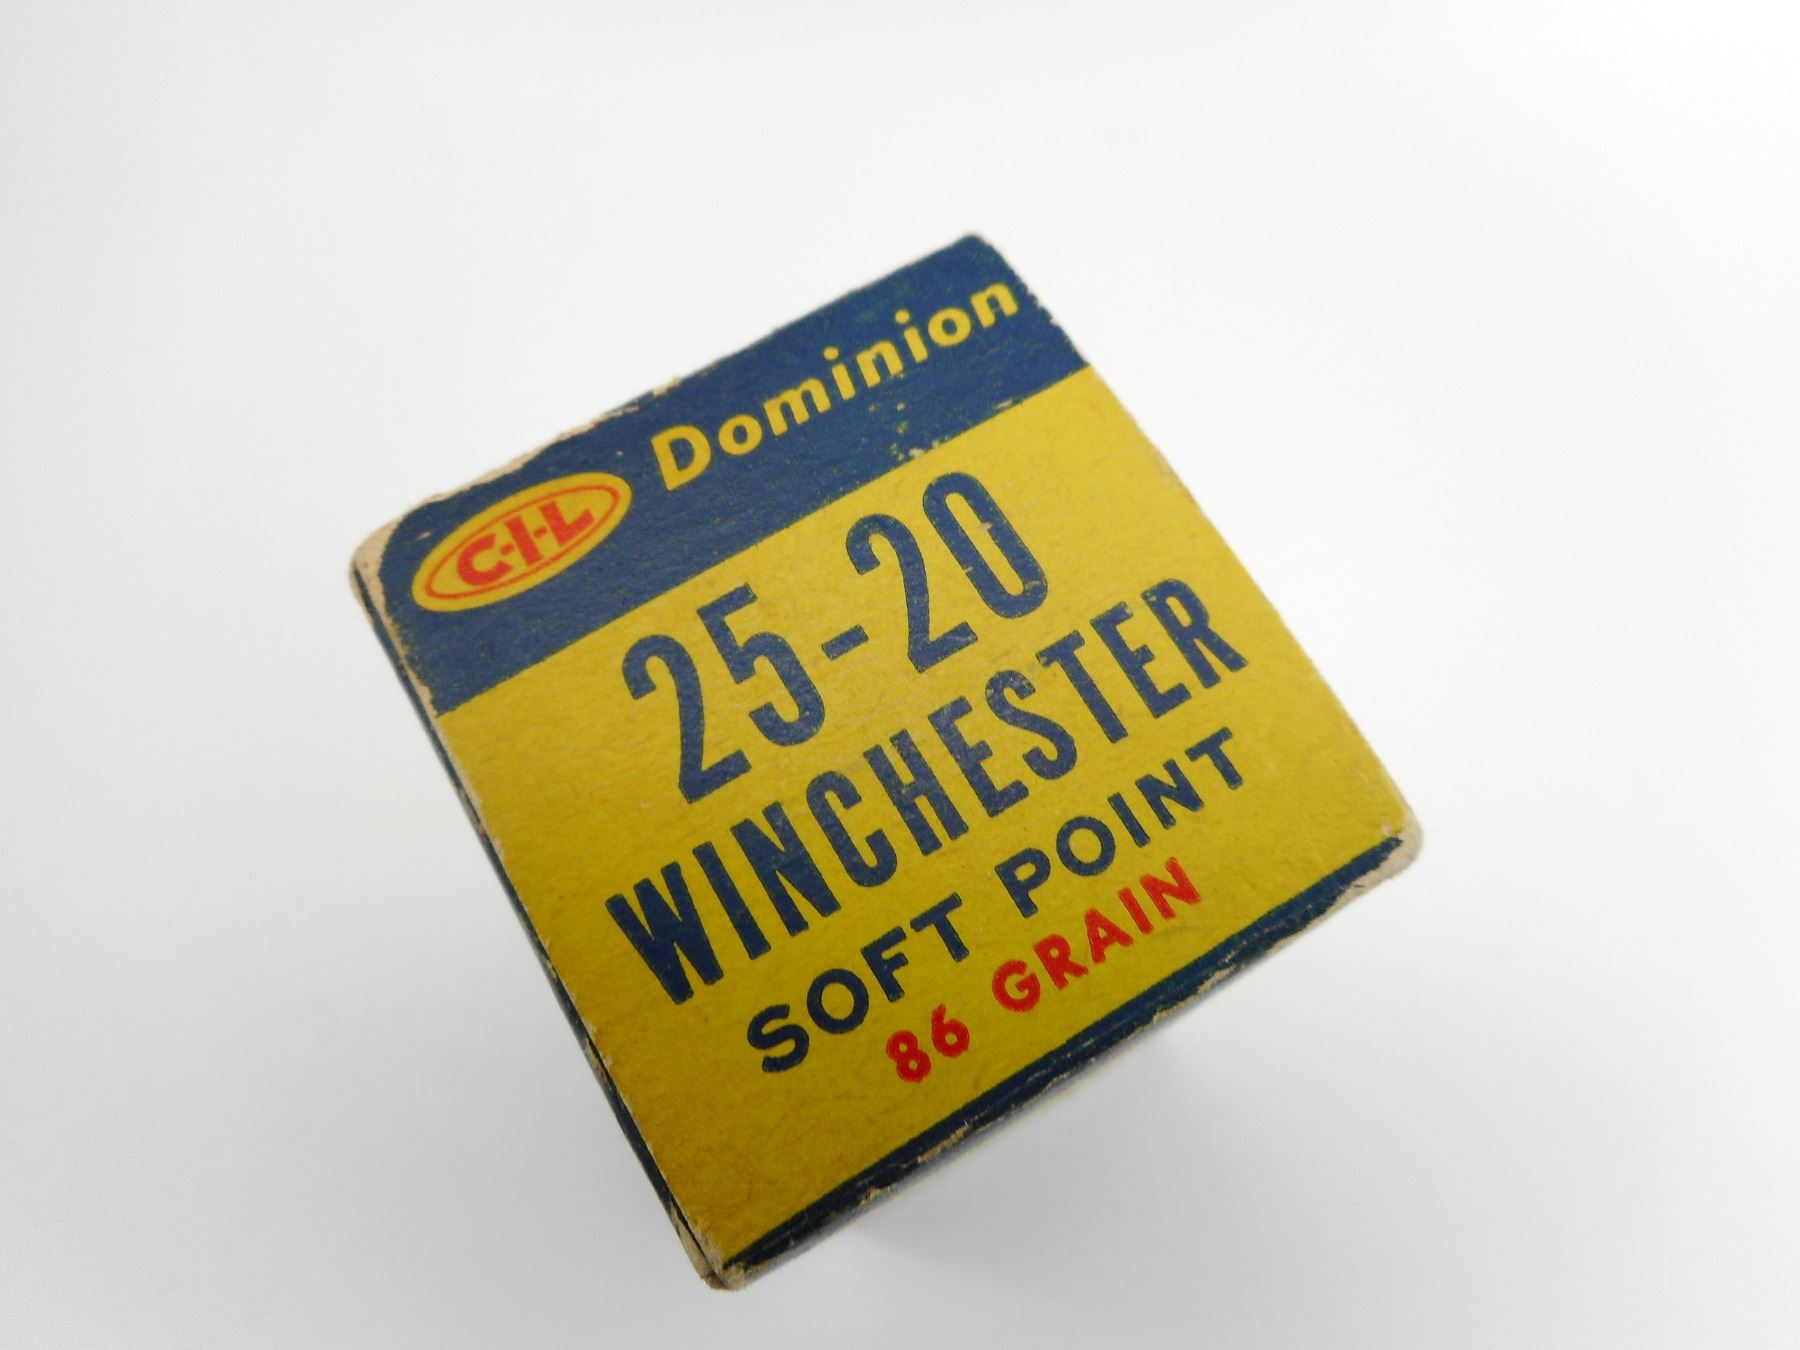 C-I-L Dominion
25-20
WINCHESTER
SOFT POINT
86 GRAIN